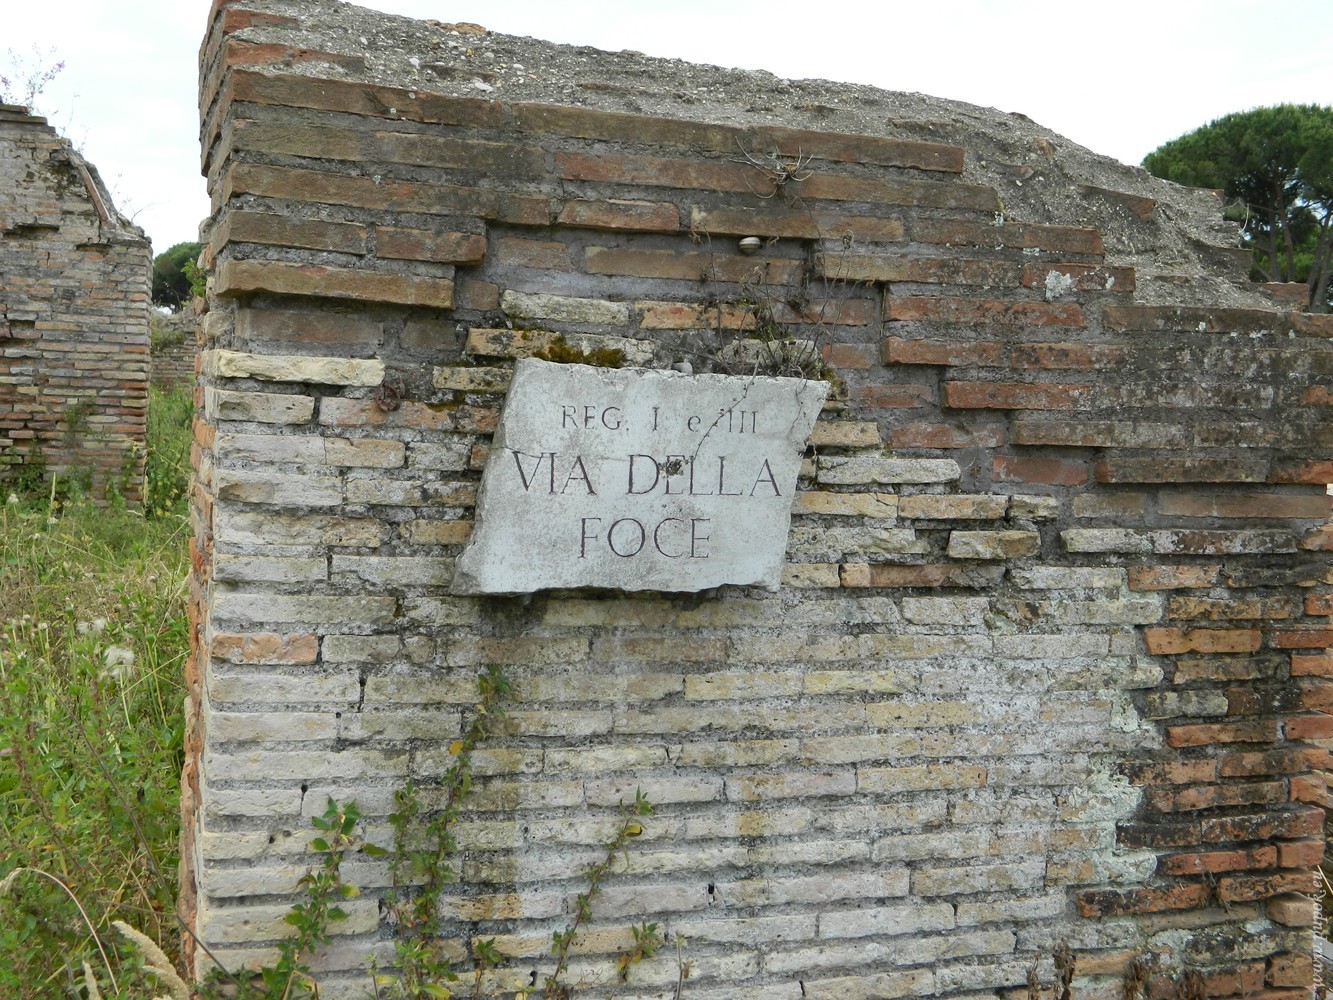 REG. I e III
VIA DELLA
FOCE